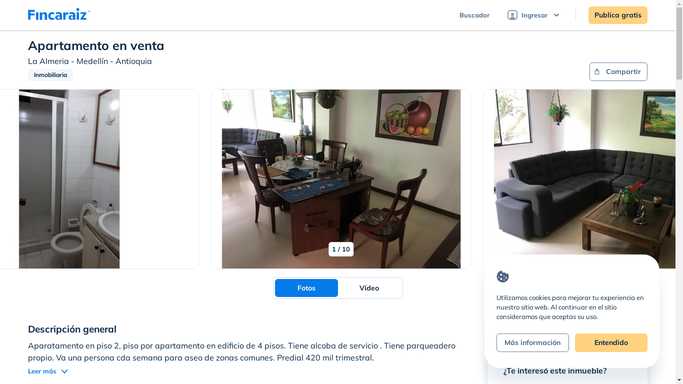 Fincaraiz
Buscador
Ingresar
Publica gratis
Apartamento en venta
La Almeria - Medellín - Antioquia
Inmobiliaria
Compartir
1 / 10
Fotos
Video
Descripción general
Aparatamento en piso 2, piso por apartamento en edificio de 4 pisos. Tiene alcoba de servicio . Tiene parqueadero
propio. Va una persona cda semana para aseo de zonas comunes. Predial 420 mil trimestral.
Leer más
Utilizamos cookies para mejorar tu experiencia en
nuestro sitio web. Al continuar en el sitio
consideramos que aceptas su uso.
Más información
Entendido
¿Te interesó este inmueble?